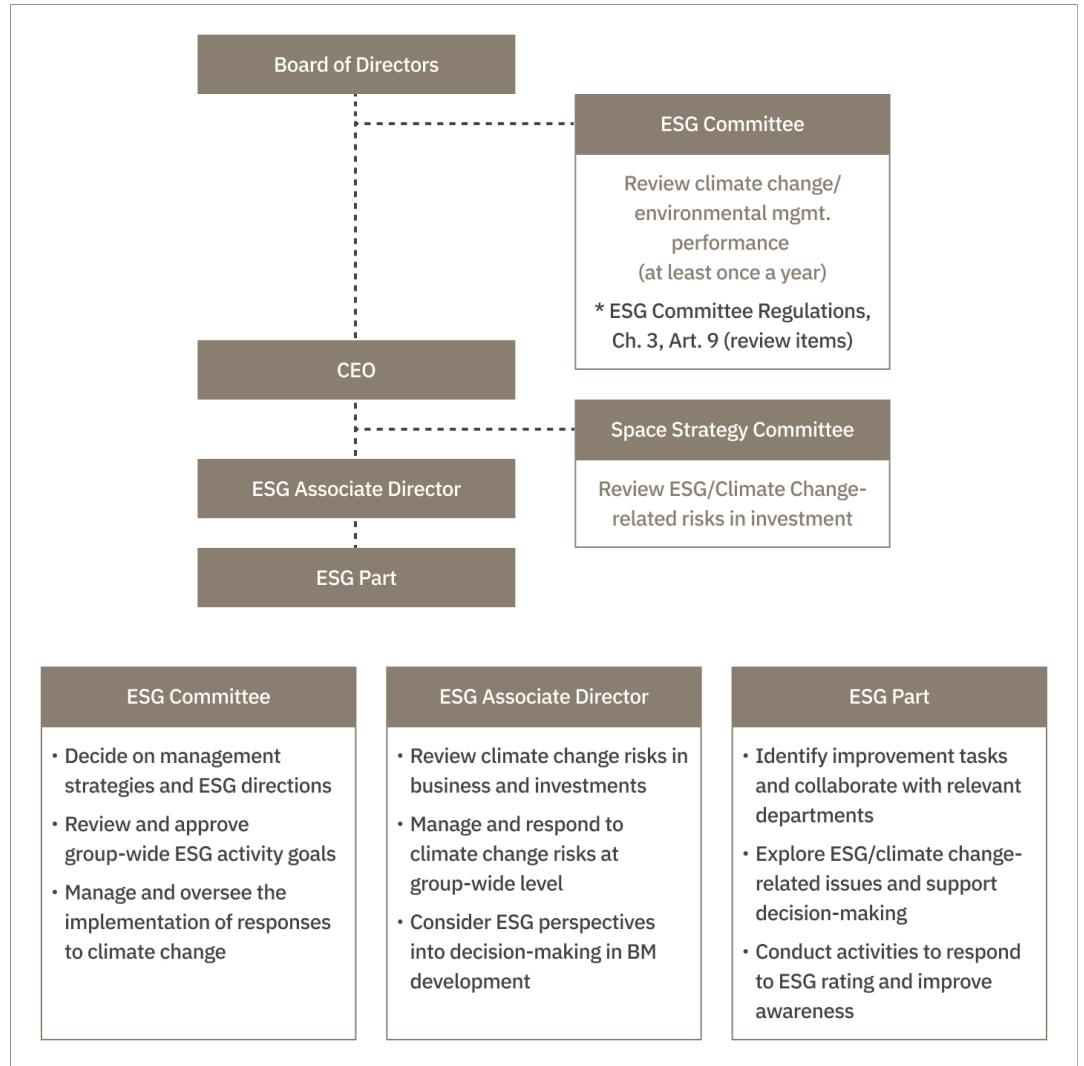 Board of Directors
ESG Committee
Review climate change/
environmental mgmt.
performance
(at least once a year)
* ESG Committee Regulations,
Ch. 3, Art. 9 (review items)
CEO
Space Strategy Committee
Review ESG/Climate Change-
related risks in investment
ESG Associate Director
ESG Part
ESG Committee
• Decide on management
strategies and ESG directions
• Review and approve
group-wide ESG activity goals
• Manage and oversee the
implementation of responses
to climate change
ESG Associate Director
• Review climate change risks in
business and investments
• Manage and respond to
climate change risks at
group-wide level
• Consider ESG perspectives
into decision-making in BM
development
ESG Part
• Identify improvement tasks
and collaborate with relevant
departments
• Explore ESG/climate change-
related issues and support
decision-making
• Conduct activities to respond
to ESG rating and improve
awareness